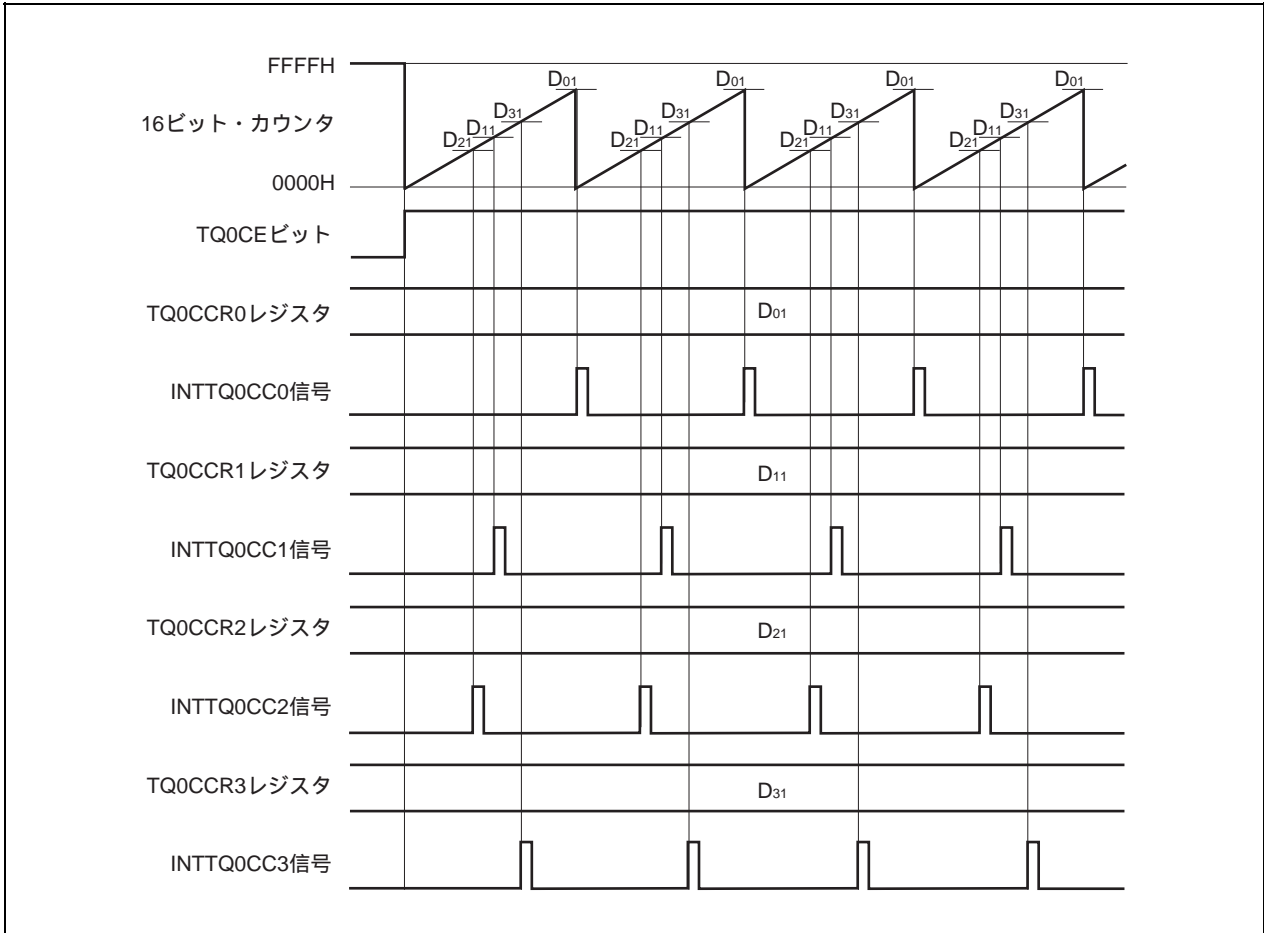 FFFFH
D01 D01 D01 D01
16ビット・カウンタ
D31 D31 D31 D31
D11 D11 D11 D11
D21 D21 D21 D21
0000H
TQ0CEビット
TQ0CCR0レジスタ D01
INTTQ0CC0信号
TQ0CCR1レジスタ D11
INTTQ0CC1信号
TQ0CCR2レジスタ D21
INTTQ0CC2信号
TQ0CCR3レジスタ D31
INTTQ0CC3信号